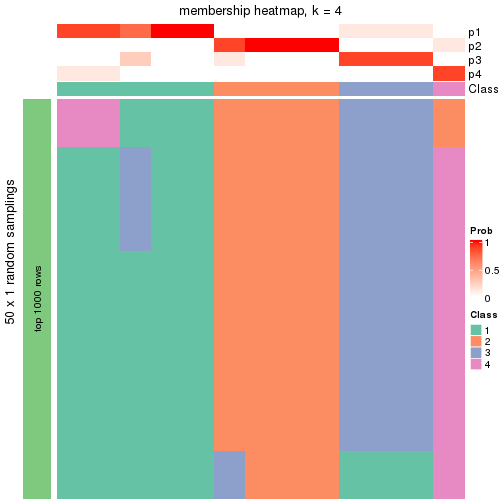 membership heatmap, k = 4
p1
p2
p3
p4
Class
50 x 1 random samplings
top 1000 rows
Prob
1
0.5
0
Class
1
2
3
4